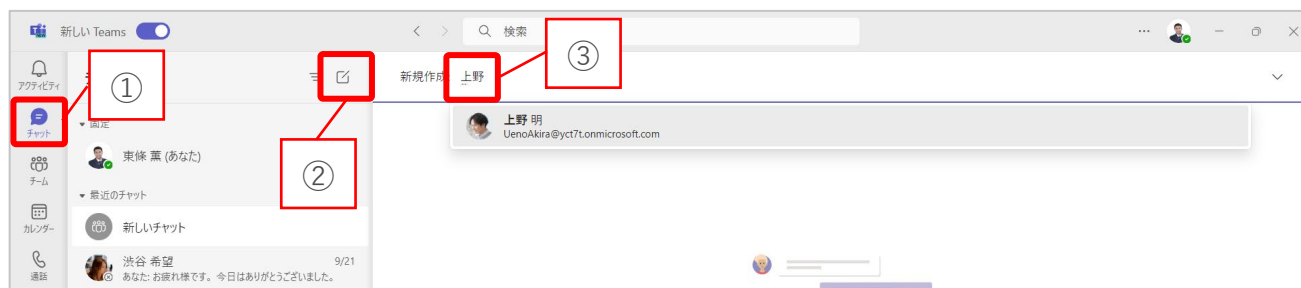 新しい Teams
検索
アクティビティ
①
②
③
新規作成
上野
チャット
固定
上野 明
UenoAkira@yct7t.onmicrosoft.com
東條 薫 (あなた)
チーム
最近のチャット
カレンダー
新しいチャット
通話
渋谷 希望 9/21
あなた: お疲れ様です。今日はありがとうございました。